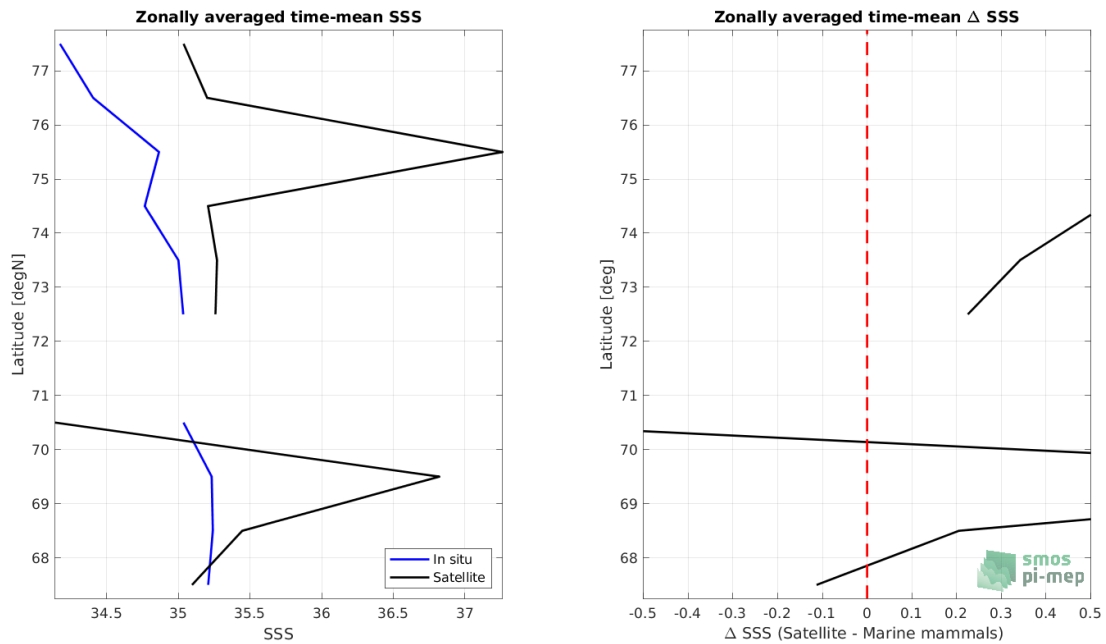 Zonally averaged time-mean SSS
77
76
75
74
73
72
71
70
69
68
Latitude [degN]
34.5 35 35.5 36 36.5 37
SSS
In situ
Satellite
Zonally averaged time-mean Δ SSS
77
76
75
74
73
72
71
70
69
68
Latitude [deg]
-0.5 -0.4 -0.3 -0.2 -0.1 0 0.1 0.2 0.3 0.4 0.5
Δ SSS (Satellite - Marine mammals)
smos
pi-mep